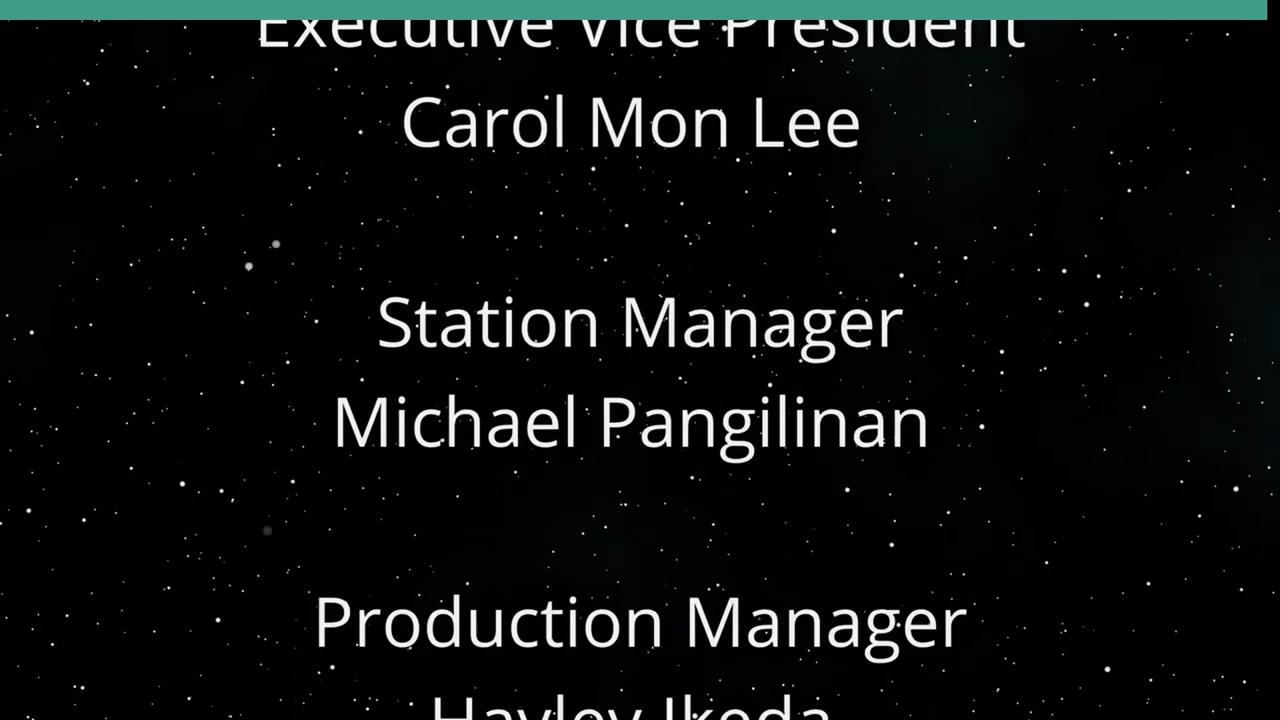 Executive Vice President
Carol Mon Lee
Station Manager
Michael Pangilinan
Production Manager
Hayley Ikeda